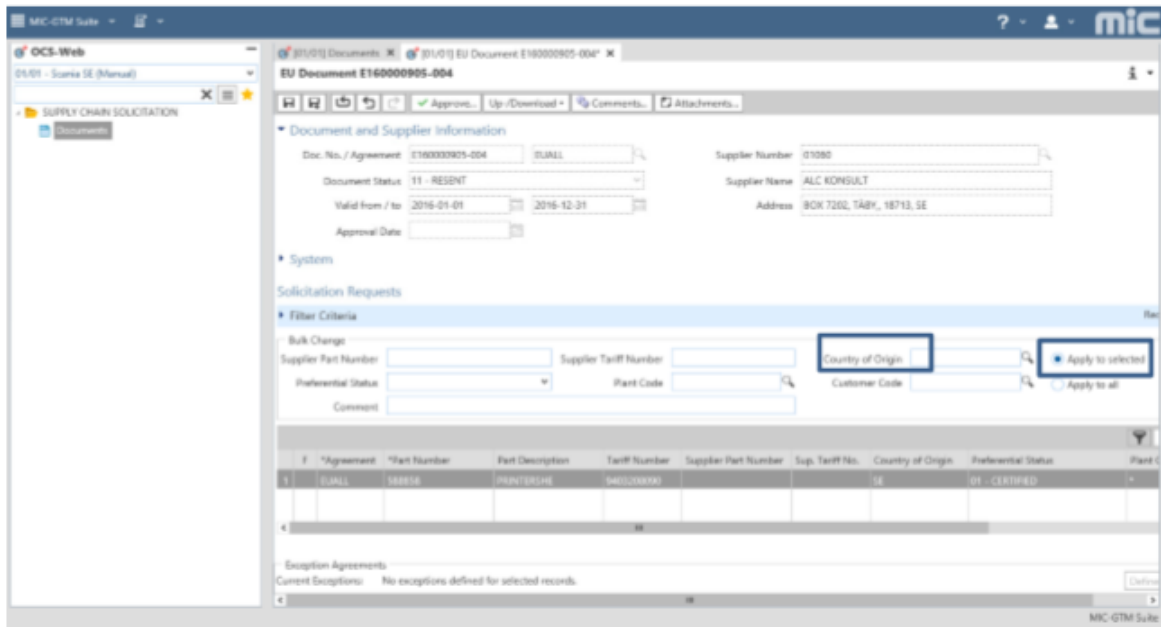 MIC-GTM Suite
? mic
OCS-Web
01/01 - Scania SE (Manual)
SUPPLY CHAIN SOLICITATION
Documents
[01/01] Documents [01/01] EU Document E160000905-004*
EU Document E160000905-004
Approve... Up-/Download Comments... Attachments...
Document and Supplier Information
Doc. No. / Agreement E160000905-004 EUALL Supplier Number 01080
Document Status 11 - RESENT Supplier Name ALC KONSULT
Valid from / to 2016-01-01 2016-12-31 Address BOX 7202, TÄBY,, 18713, SE
Approval Date
System
Solicitation Requests
Filter Criteria Rec
Bulk Change
Supplier Part Number Supplier Tariff Number Country of Origin Apply to selected
Preferential Status Plant Code Customer Code Apply to all
Comment
F *Agreement *Part Number Part Description Tariff Number Supplier Part Number Sup. Tariff No. Country of Origin Preferential Status Plant C
1 EUALL 568858 PRINTERSHE 9403200090 SE 01 - CERTIFIED *
Exception Agreements
Current Exceptions: No exceptions defined for selected records. Define
MIC-GTM Suite